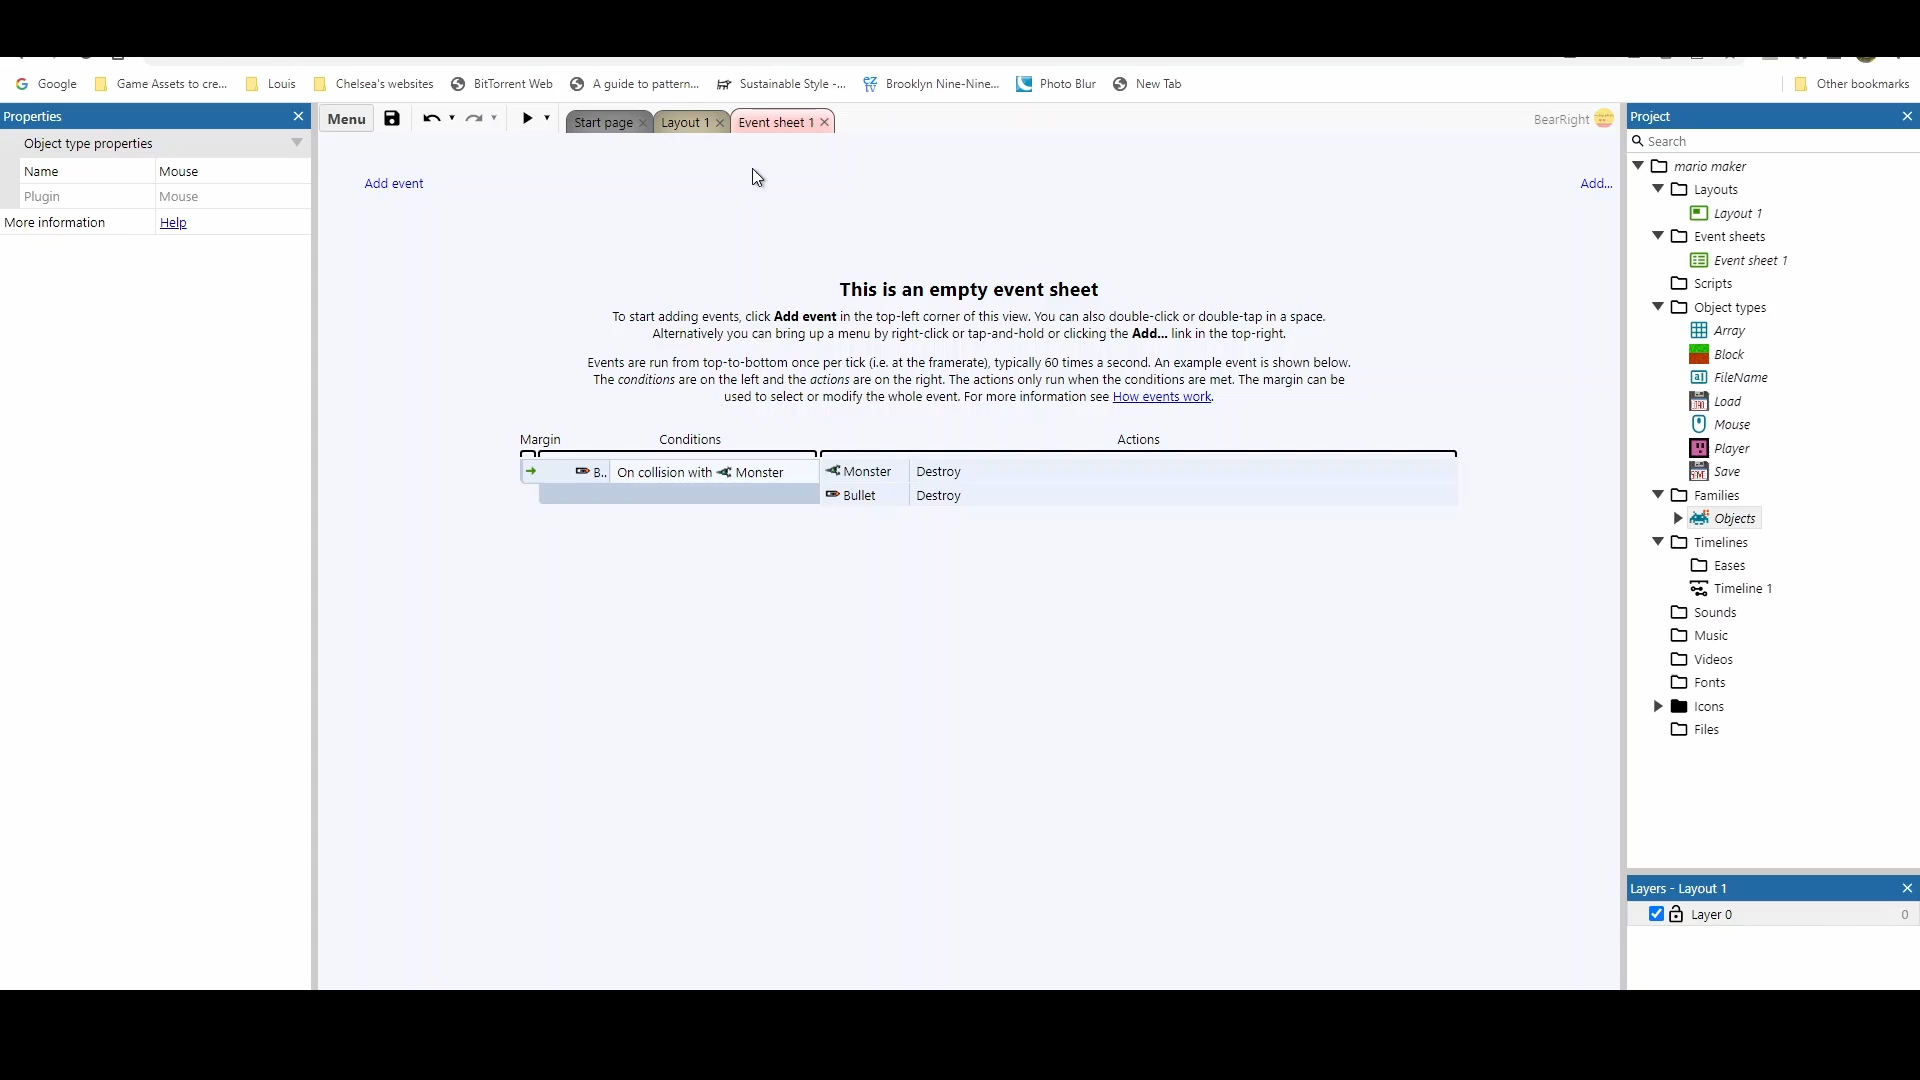 Google
Game Assets to cre...
Louis
Chelsea's websites
BitTorrent Web
A guide to pattern...
Sustainable Style -...
Brooklyn Nine-Nine...
Photo Blur
New Tab
Other bookmarks
Properties
Object type properties
Name Mouse
Plugin Mouse
More information Help
Menu
Start page
Layout 1
Event sheet 1
BearRight
Add event
Add...
This is an empty event sheet
To start adding events, click Add event in the top-left corner of this view. You can also double-click or double-tap in a space.
Alternatively you can bring up a menu by right-click or tap-and-hold or clicking the Add... link in the top-right.
Events are run from top-to-bottom once per tick (i.e. at the framerate), typically 60 times a second. An example event is shown below.
The conditions are on the left and the actions are on the right. The actions only run when the conditions are met. The margin can be
used to select or modify the whole event. For more information see How events work.
Margin Conditions Actions
B.. On collision with Monster Monster Destroy
Bullet Destroy
Project
Search
mario maker
Layouts
Layout 1
Event sheets
Event sheet 1
Scripts
Object types
Array
Block
FileName
Load
Mouse
Player
Save
Families
Objects
Timelines
Eases
Timeline 1
Sounds
Music
Videos
Fonts
Icons
Files
Layers - Layout 1
Layer 0 0